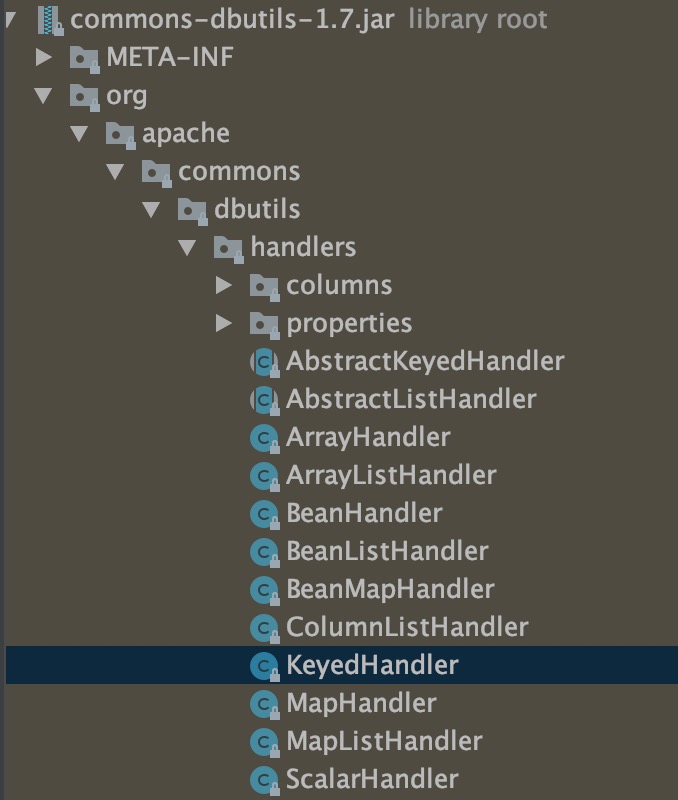 commons-dbutils-1.7.jar library root
META-INF
org
apache
commons
dbutils
handlers
columns
properties
AbstractKeyedHandler
AbstractListHandler
ArrayHandler
ArrayListHandler
BeanHandler
BeanListHandler
BeanMapHandler
ColumnListHandler
KeyedHandler
MapHandler
MapListHandler
ScalarHandler